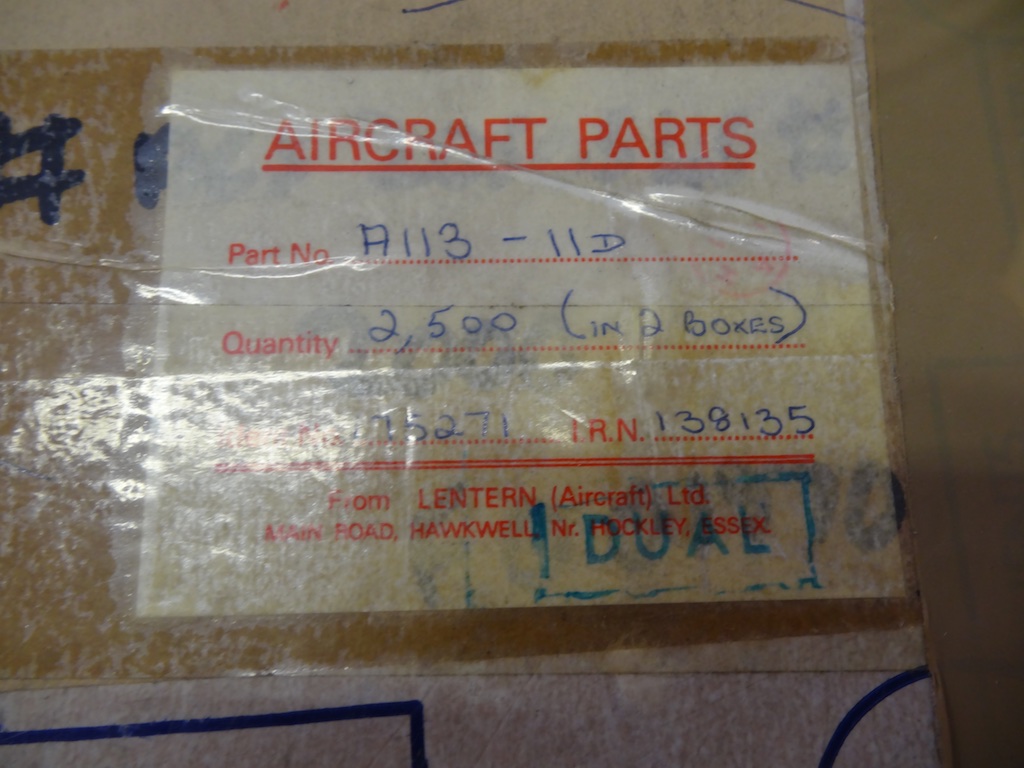 AIRCRAFT PARTS
Part No. A113 - 11D
Quantity 2,500 (IN 2 BOXES)
175271 I.R.N. 138135
From LENTERN (Aircraft) Ltd.
MAIN ROAD, HAWKWELL, Nr. HOCKLEY, ESSEX.
DUAL